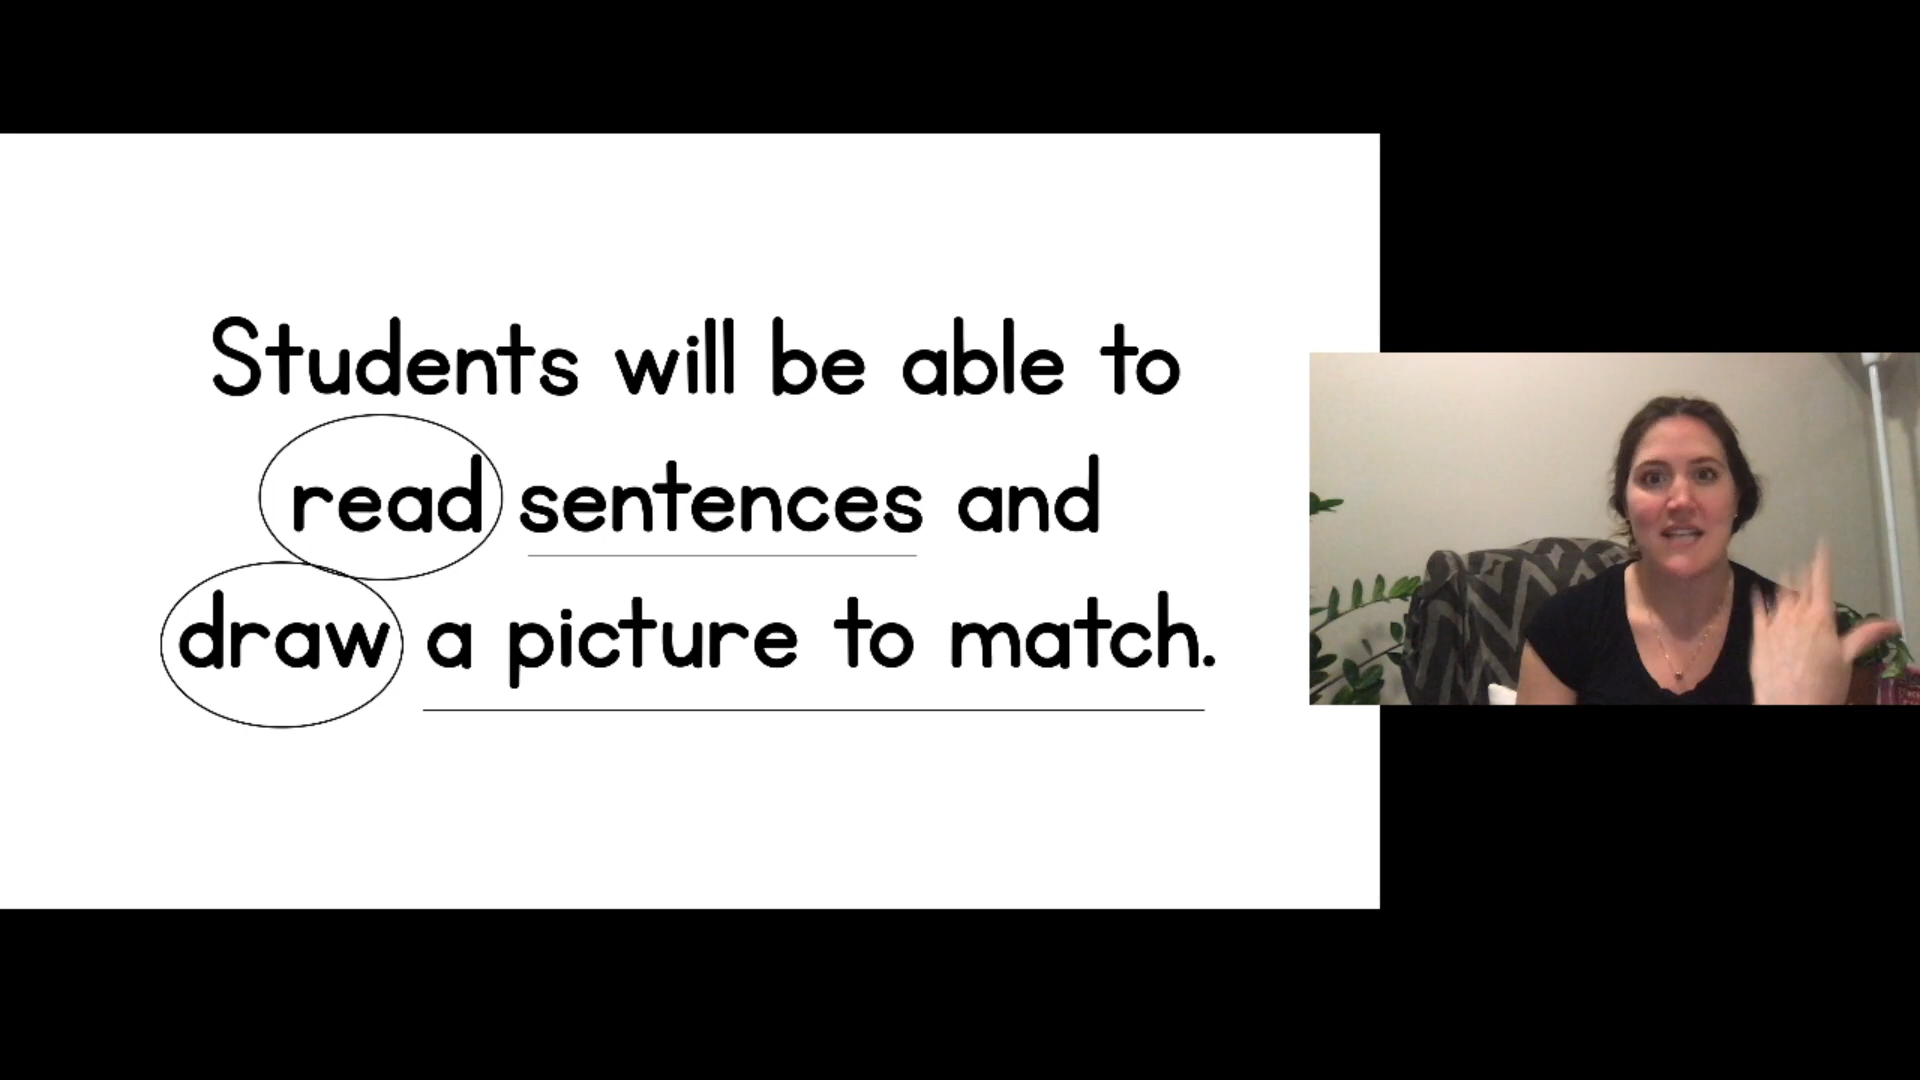 Students will be able to
read sentences and
draw a picture to match.